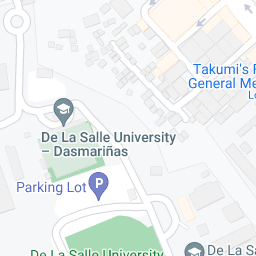 Takumi's
General Me
De La Salle University
– Dasmariñas
Parking Lot
P
De La Salle University
De La Sa